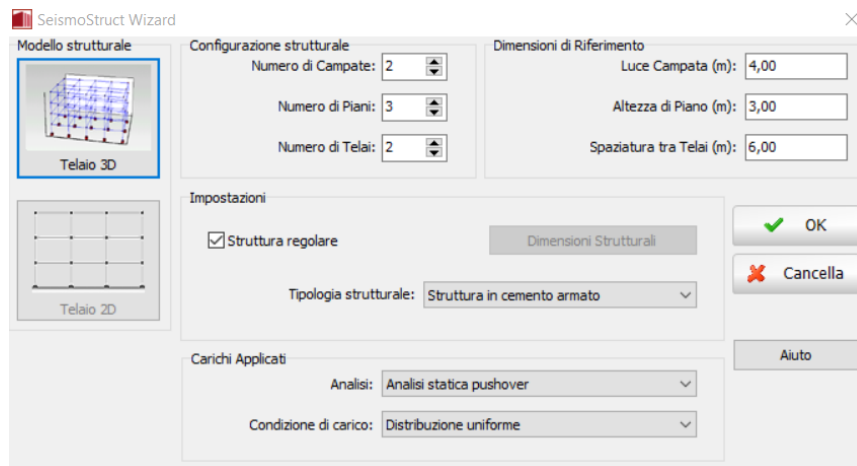 SeismoStruct Wizard
Modello strutturale
Telaio 3D
Telaio 2D
Configurazione strutturale
Numero di Campate: 2
Numero di Piani: 3
Numero di Telai: 2
Dimensioni di Riferimento
Luce Campata (m): 4,00
Altezza di Piano (m): 3,00
Spaziatura tra Telai (m): 6,00
Impostazioni
Struttura regolare
Dimensioni Strutturali
Tipologia strutturale: Struttura in cemento armato
Carichi Applicati
Analisi: Analisi statica pushover
Condizione di carico: Distribuzione uniforme
OK
Cancella
Aiuto